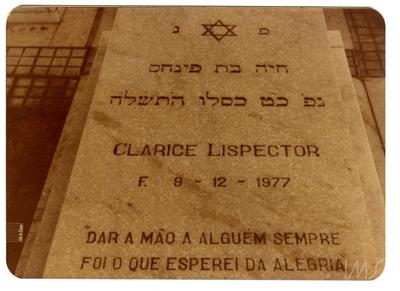 פ נ
חיה בת פינחס
נפ כט כסלו התשלה
CLARICE LISPECTOR
F. 9 - 12 - 1977
"DAR A MÃO A ALGUÉM SEMPRE
FOI O QUE ESPEREI DA ALEGRIA"